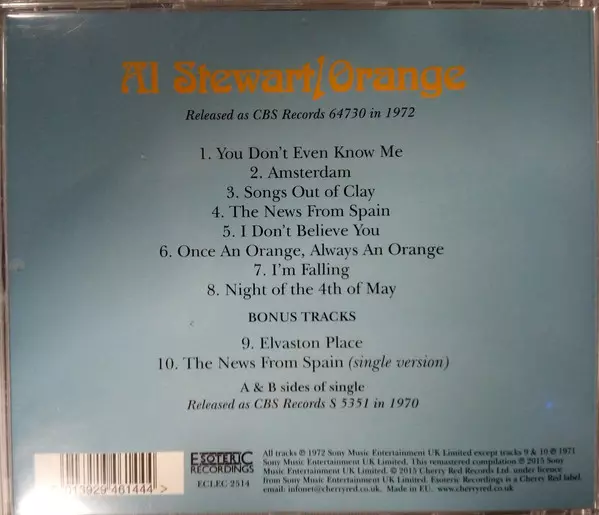 Al Stewart/Orange
Released as CBS Records 64730 in 1972
1. You Don't Even Know Me
2. Amsterdam
3. Songs Out of Clay
4. The News From Spain
5. I Don't Believe You
6. Once An Orange, Always An Orange
7. I'm Falling
8. Night of the 4th of May
BONUS TRACKS
9. Elvaston Place
10. The News From Spain (single version)
A & B sides of single
Released as CBS Records S 5351 in 1970
ESOTERIC
RECORDINGS
ECLEC 2514
All tracks ℗ 1972 Sony Music Entertainment UK Limited except tracks 9 & 10 ℗ 1971
Sony Music Entertainment UK Limited. This remastered compilation ℗ 2015 Sony
Music Entertainment UK Limited. © 2015 Cherry Red Records Ltd. under licence
from Sony Music Entertainment UK Limited. Esoteric Recordings is a Cherry Red label.
email: infonet@cherryred.co.uk. Made in EU. www.cherryred.co.uk
013929 461444 >